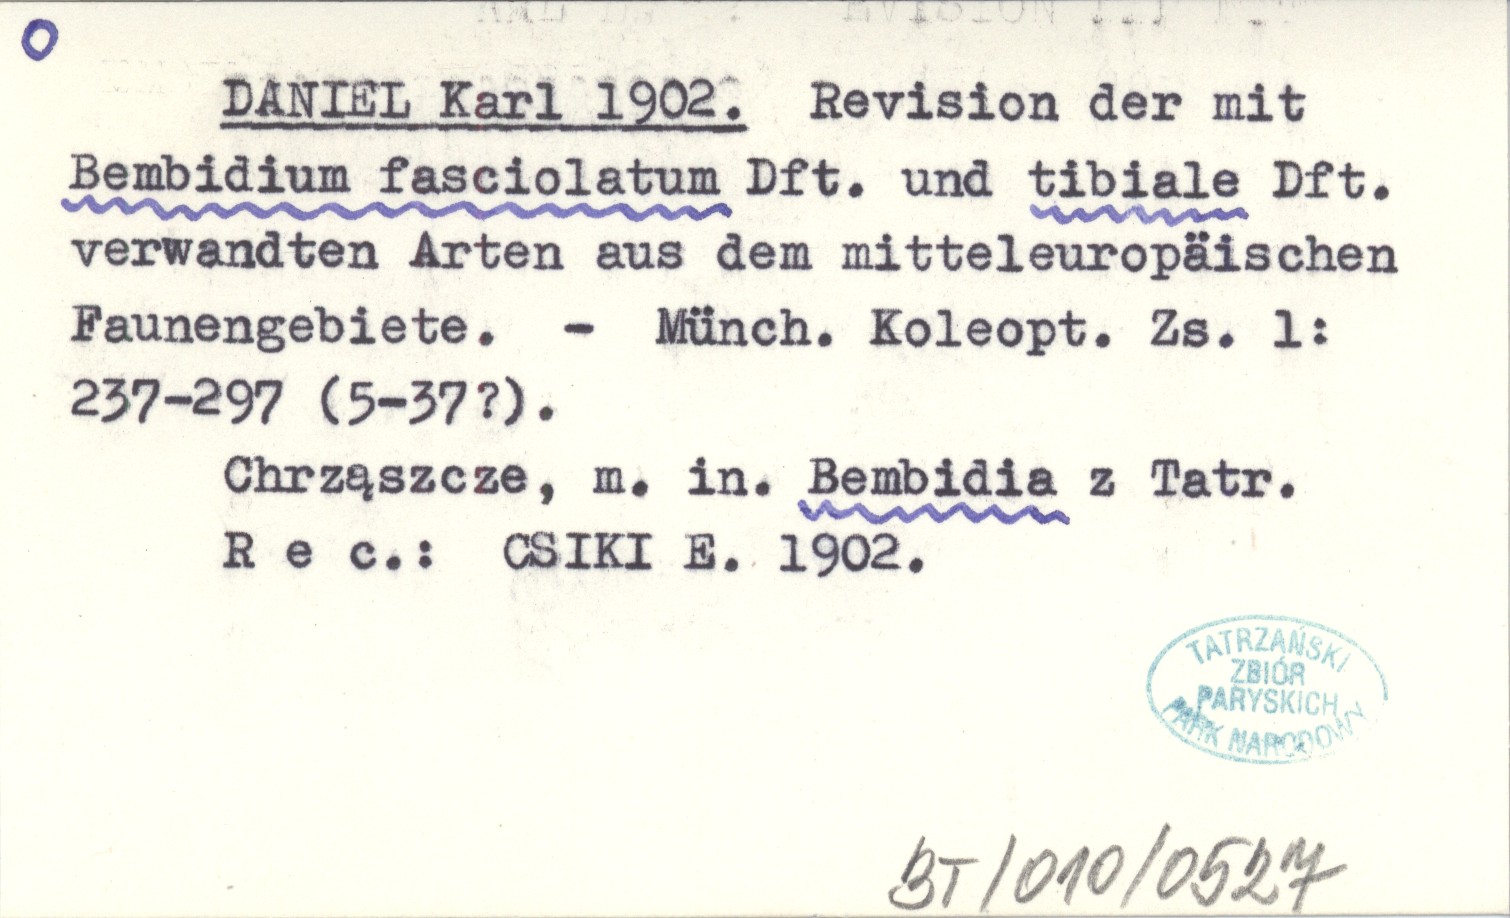 DANIEL Karl 1902. Revision der mit
Bembidium fasciolatum Dft. und tibiale Dft.
verwandten Arten aus dem mitteleuropäischen
Faunengebiete. - Münch. Koleopt. Zs. 1:
237-297 (5-37?).
Chrząszcze, m. in. Bembidia z Tatr.
R e c.: CSIKI E. 1902.
TATRZAŃSKI
ZBIÓR
PARYSKICH
PARK NARODOWY
BT/010/0527